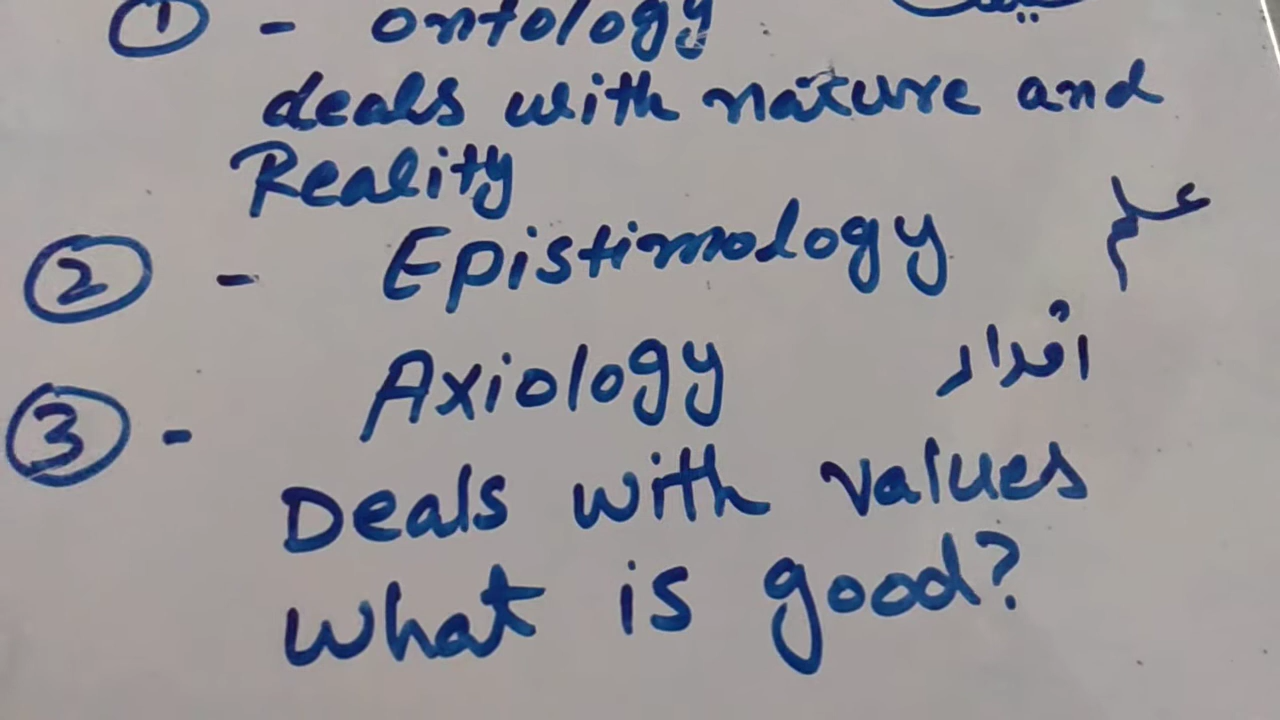 ① - ontology
deals with nature and
Reality
② - Epistimology علم
③ - Axiology اقدار
Deals with values
What is good?